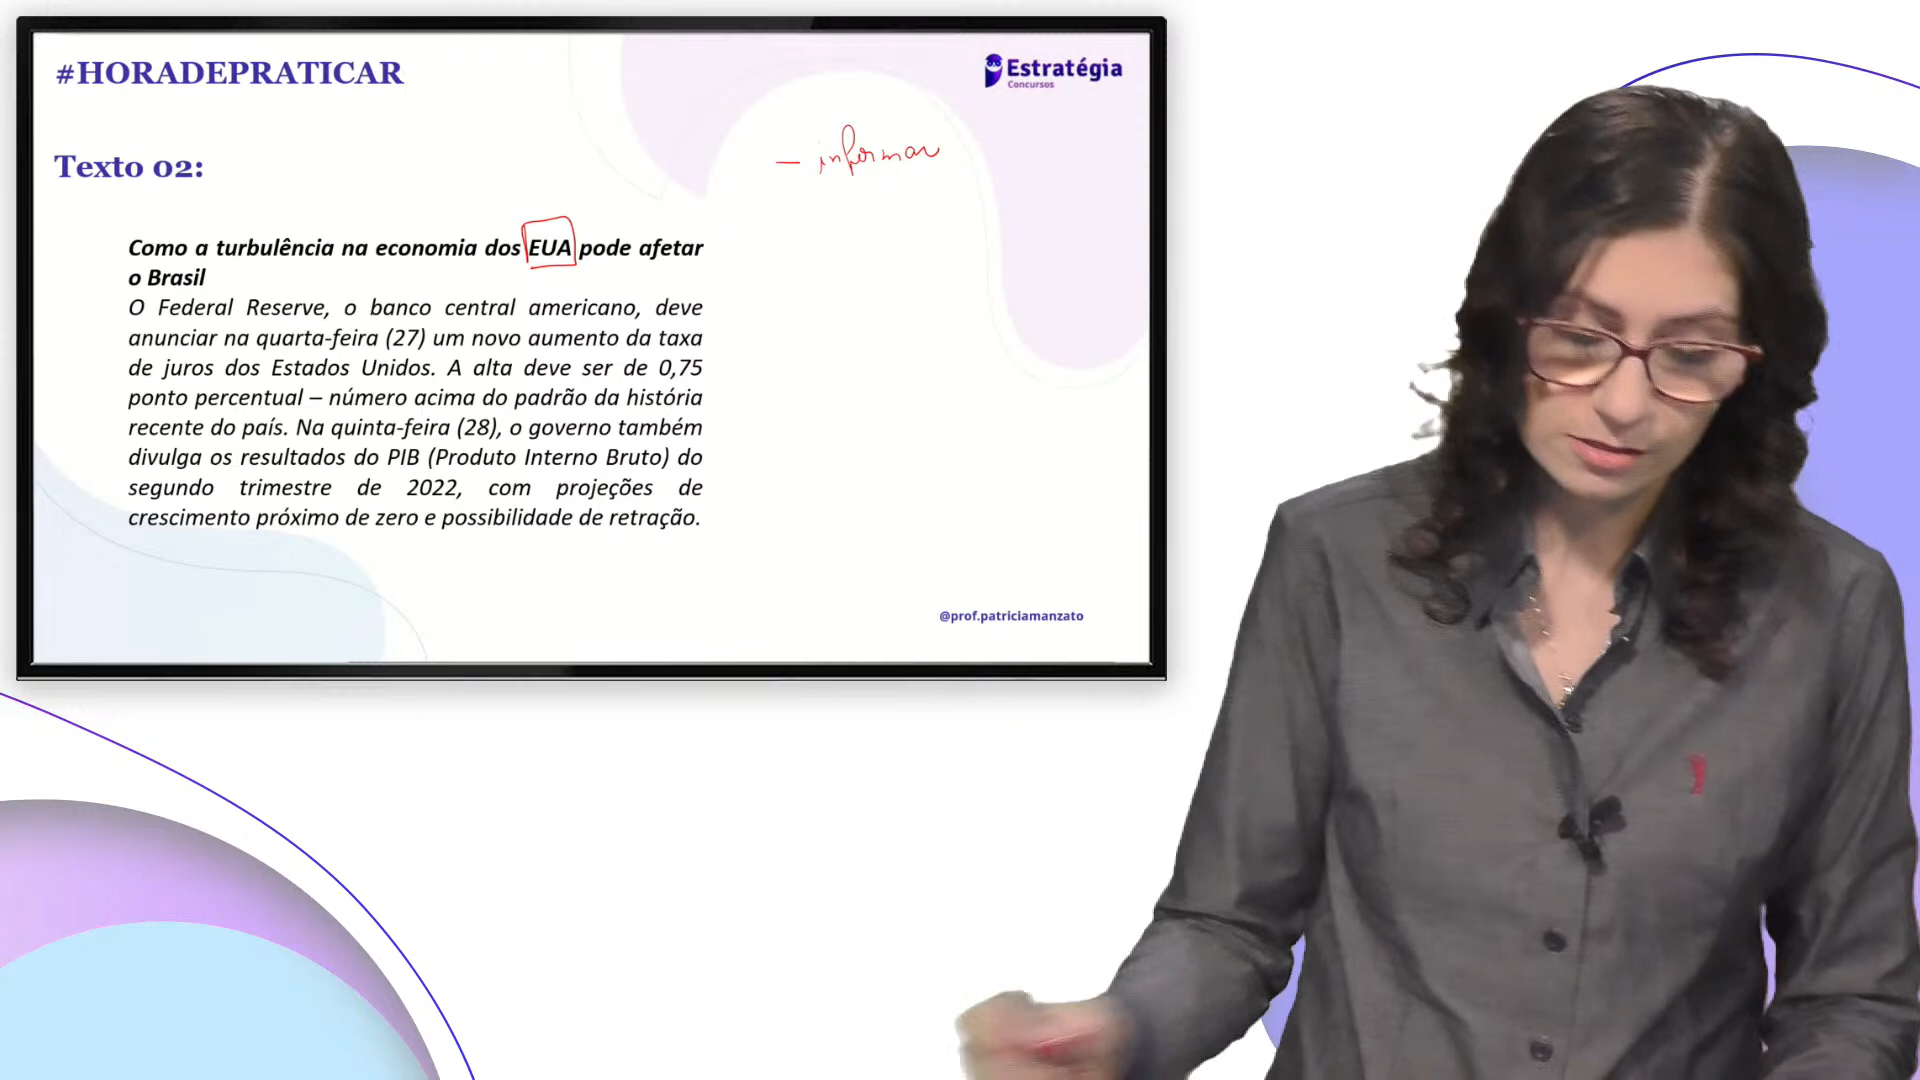 #HORADEPRATICAR
Estratégia
Concursos
— informar
Texto 02:
Como a turbulência na economia dos EUA pode afetar
o Brasil
O Federal Reserve, o banco central americano, deve
anunciar na quarta-feira (27) um novo aumento da taxa
de juros dos Estados Unidos. A alta deve ser de 0,75
ponto percentual – número acima do padrão da história
recente do país. Na quinta-feira (28), o governo também
divulga os resultados do PIB (Produto Interno Bruto) do
segundo trimestre de 2022, com projeções de
crescimento próximo de zero e possibilidade de retração.
@prof.patriciamanzato